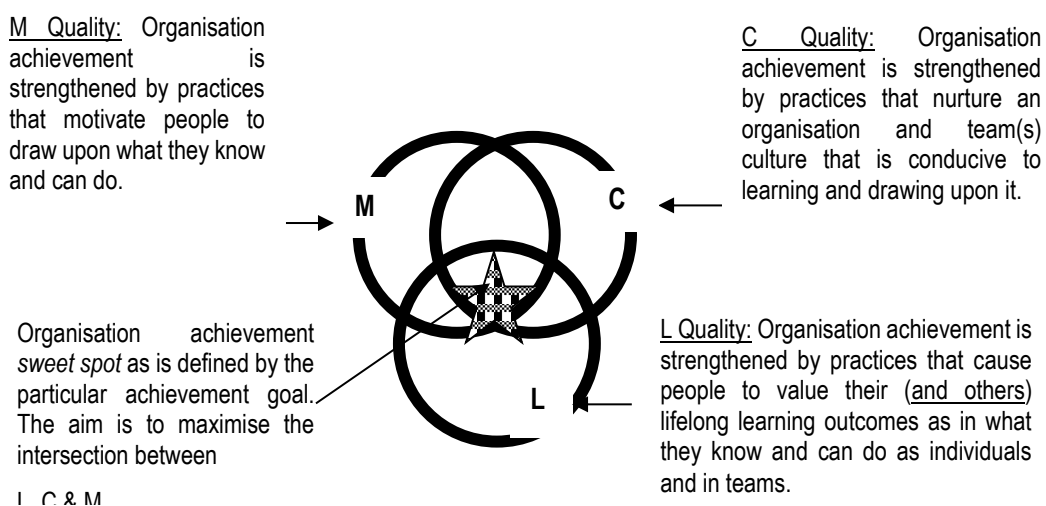 M Quality: Organisation
achievement is
strengthened by practices
that motivate people to
draw upon what they know
and can do.
C Quality: Organisation
achievement is strengthened
by practices that nurture an
organisation and team(s)
culture that is conducive to
learning and drawing upon it.
M
C
Organisation achievement
sweet spot as is defined by the
particular achievement goal.
The aim is to maximise the
intersection between
L, C & M
L Quality: Organisation achievement is
strengthened by practices that cause
people to value their (and others)
lifelong learning outcomes as in what
they know and can do as individuals
and in teams.
L